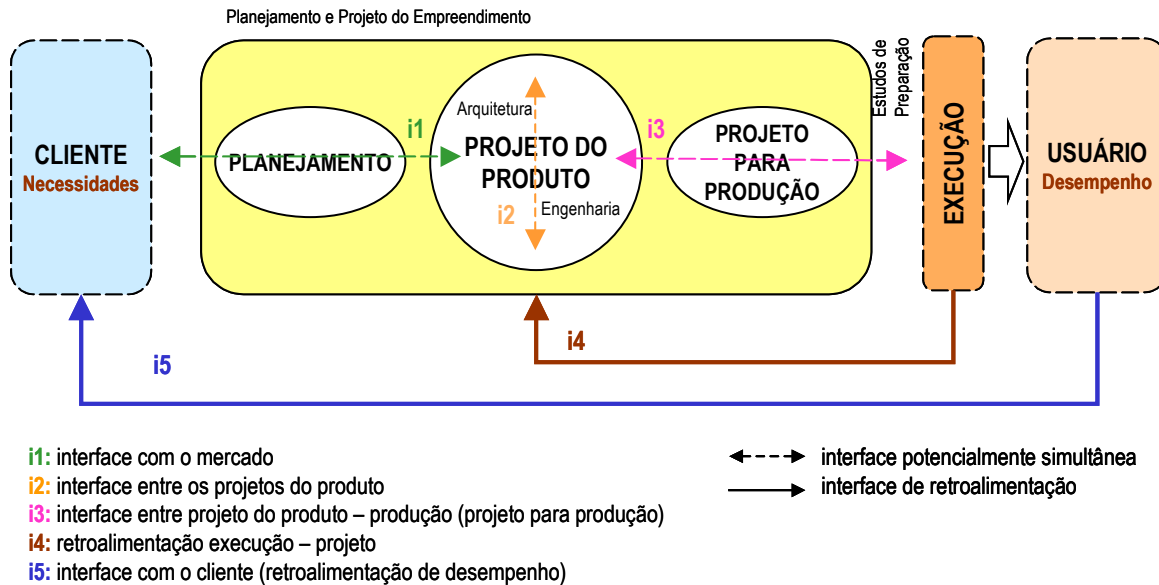 Planejamento e Projeto do Empreendimento
CLIENTE
Necessidades
i1
PLANEJAMENTO
Arquitetura
PROJETO DO
PRODUTO
i2
Engenharia
i3
PROJETO
PARA
PRODUÇÃO
Estudos de
Preparação
EXECUÇÃO
USUÁRIO
Desempenho
i4
i5
i1: interface com o mercado
i2: interface entre os projetos do produto
i3: interface entre projeto do produto – produção (projeto para produção)
i4: retroalimentação execução – projeto
i5: interface com o cliente (retroalimentação de desempenho)
interface potencialmente simultânea
interface de retroalimentação